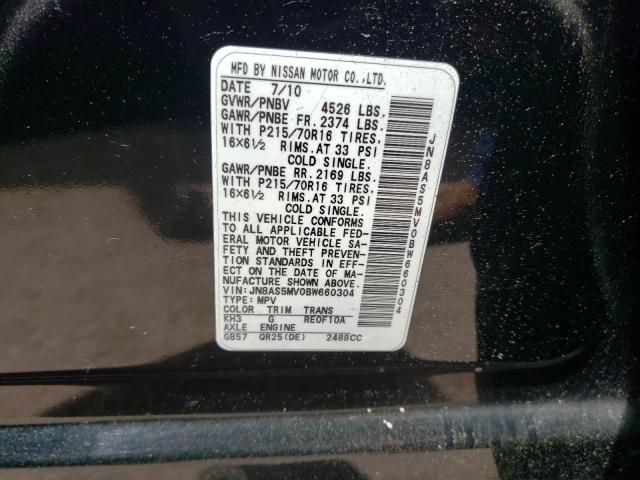 MFD BY NISSAN MOTOR CO.,LTD.
DATE 7/10
GVWR/PNBV 4526 LBS.
GAWR/PNBE FR. 2374 LBS.
WITH P215/70R16 TIRES.
16X6½ RIMS.AT 33 PSI
COLD SINGLE.
GAWR/PNBE RR. 2169 LBS.
WITH P215/70R16 TIRES.
16X6½ RIMS.AT 33 PSI
COLD SINGLE.
THIS VEHICLE CONFORMS
TO ALL APPLICABLE FED-
ERAL MOTOR VEHICLE SA-
FETY AND THEFT PREVEN-
TION STANDARDS IN EFF-
ECT ON THE DATE OF MA-
NUFACTURE SHOWN ABOVE.
VIN: JN8AS5MV0BW660304
TYPE: MPV
COLOR TRIM TRANS
KH3 G RE0F10A
AXLE ENGINE
GB57 QR25(DE) 2488CC
JN8AS5MV0BW660304